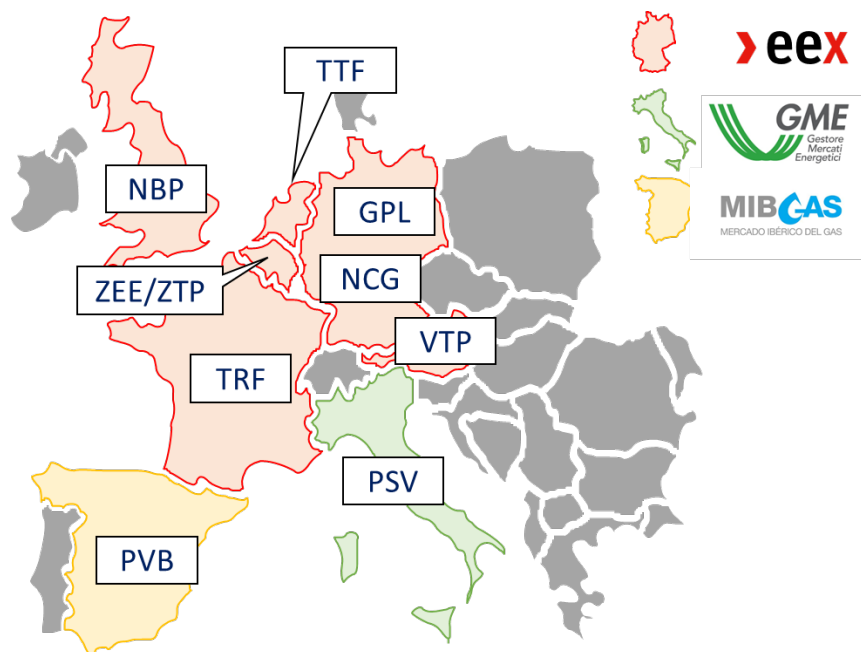 TTF
eex
GME
Gestore
Mercati
Energetici
NBP
GPL
MIBGAS
MERCADO IBÉRICO DEL GAS
ZEE/ZTP
NCG
VTP
TRF
PSV
PVB